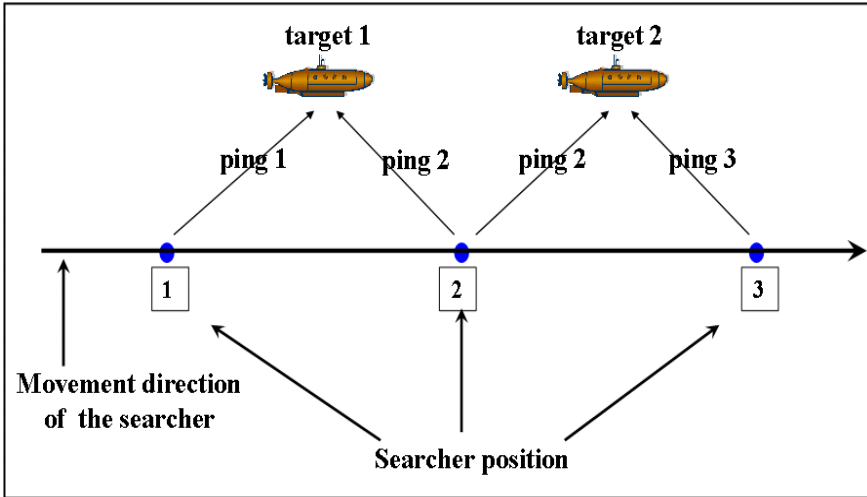 target 1 target 2
ping 1 ping 2 ping 2 ping 3
1 2 3
Movement direction
of the searcher
Searcher position